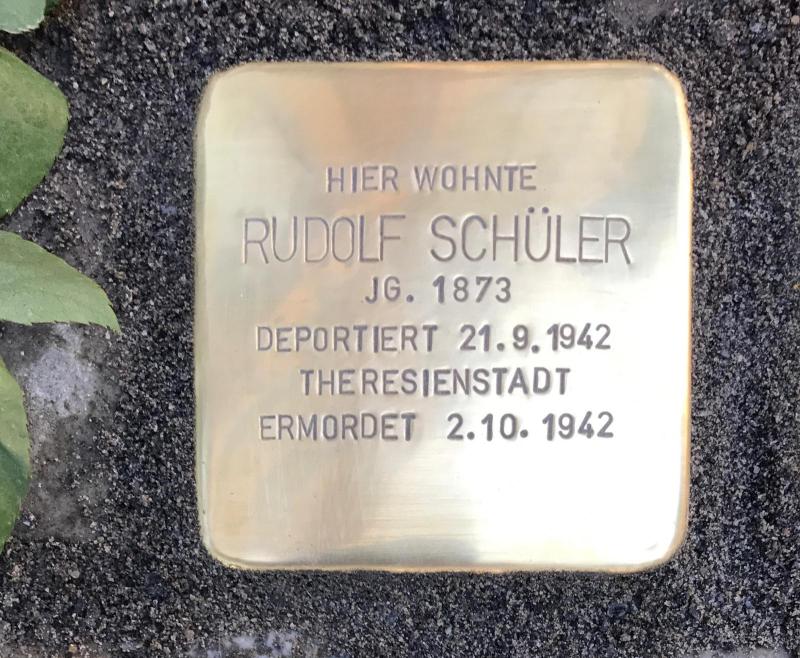 HIER WOHNTE
RUDOLF SCHÜLER
JG. 1873
DEPORTIERT 21.9.1942
THERESIENSTADT
ERMORDET 2.10.1942